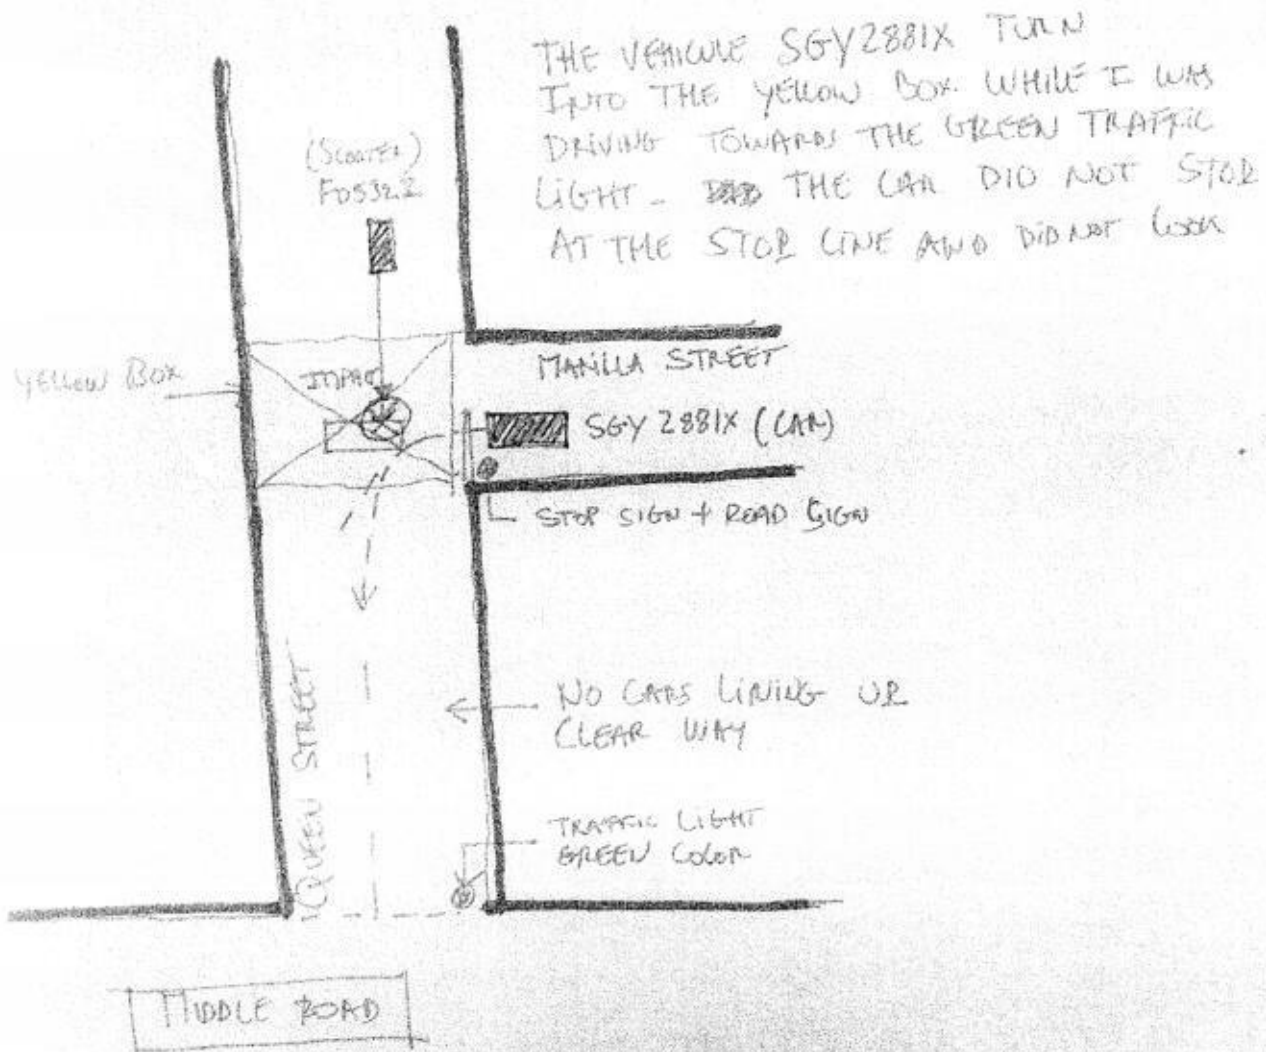 THE VEHICULE SGY2881X TURN
INTO THE YELLOW BOX WHILE I WAS
DRIVING TOWARDS THE GREEN TRAFFIC
LIGHT - THE CAR DID NOT STOP
AT THE STOP LINE AND DID NOT LOOK
(SCOOTER)
MANILLA STREET
YELLOW BOX
IMPACT
SGY 2881X (CAR)
STOP SIGN + ROAD SIGN
NO CARS LINING UP
CLEAR WAY
QUEEN STREET
TRAFFIC LIGHT
GREEN COLOR
MIDDLE ROAD